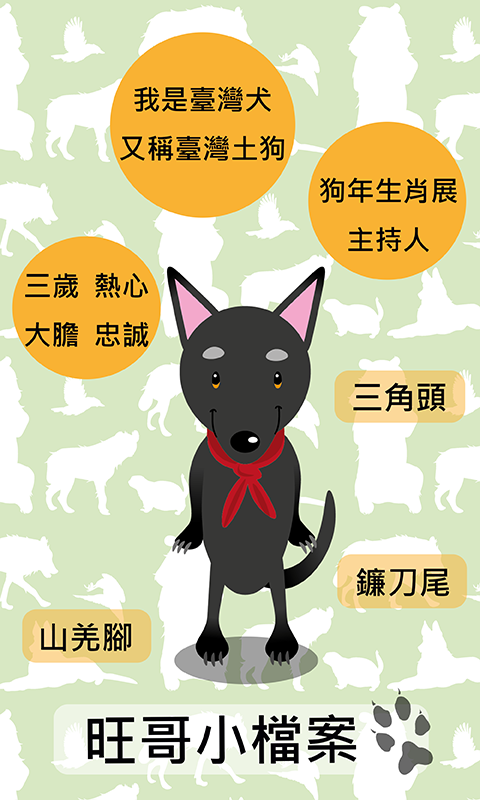 我是臺灣犬
又稱臺灣土狗
狗年生肖展
主持人
三歲 熱心
大膽 忠誠
三角頭
鐮刀尾
山羌腳
旺哥小檔案